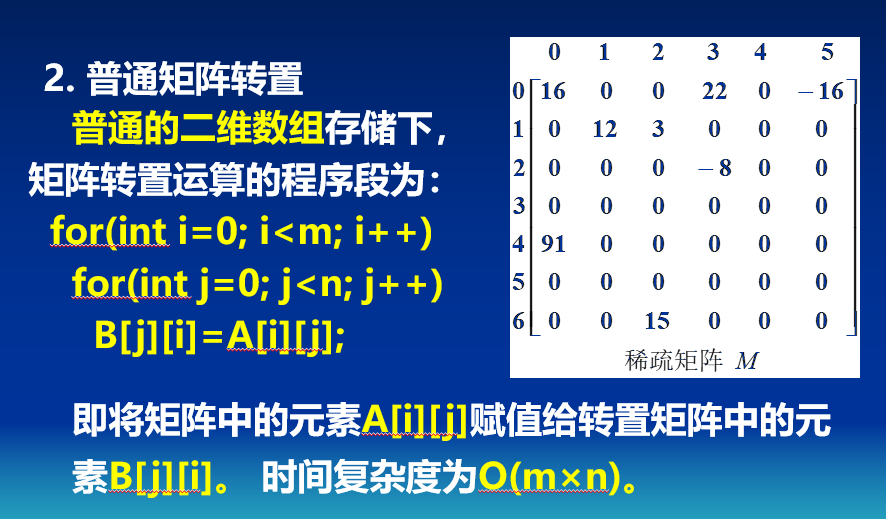 2. 普通矩阵转置
普通的二维数组存储下，
矩阵转置运算的程序段为：
for(int i=0; i<m; i++)
for(int j=0; j<n; j++)
B[j][i]=A[i][j];
0 1 2 3 4 5
0 16 0 0 22 0 －16
1 0 12 3 0 0 0
2 0 0 0 －8 0 0
3 0 0 0 0 0 0
4 91 0 0 0 0 0
5 0 0 0 0 0 0
6 0 0 15 0 0 0
稀疏矩阵 M
即将矩阵中的元素A[i][j]赋值给转置矩阵中的元
素B[j][i]。 时间复杂度为O(m×n)。